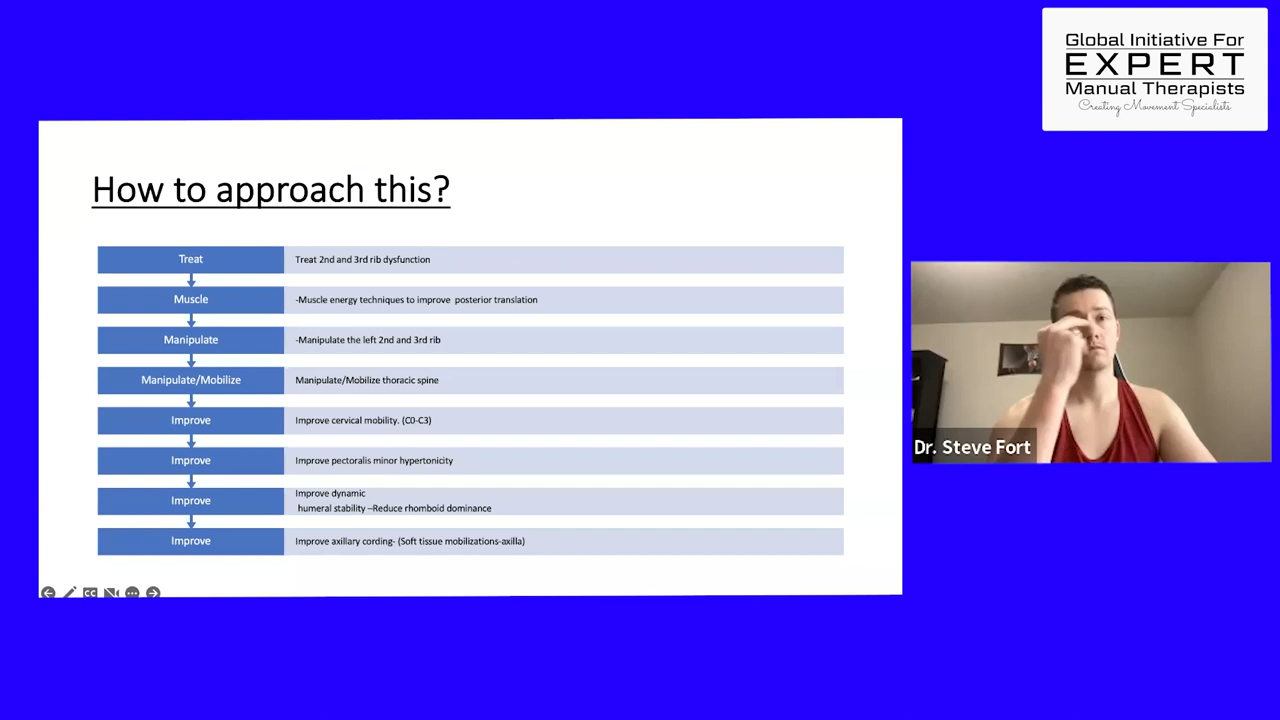 Global Initiative For
EXPERT
Manual Therapists
Creating Movement Specialists
How to approach this?
Treat
Treat 2nd and 3rd rib dysfunction
Muscle
-Muscle energy techniques to improve posterior translation
Manipulate
-Manipulate the left 2nd and 3rd rib
Manipulate/Mobilize
Manipulate/Mobilize thoracic spine
Improve
Improve cervical mobility. (C0-C3)
Improve
Improve pectoralis minor hypertonicity
Improve
Improve dynamic
humeral stability –Reduce rhomboid dominance
Improve
Improve axillary cording- (Soft tissue mobilizations-axilla)
CC
Dr. Steve Fort